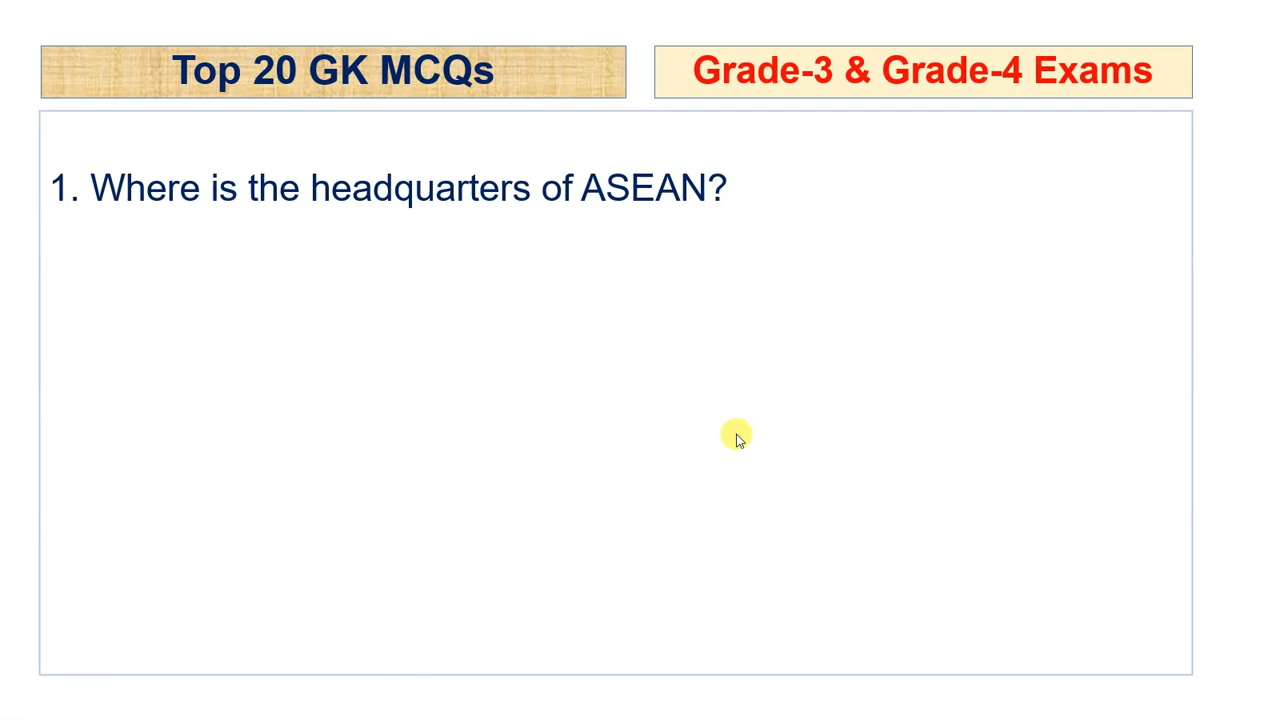 Top 20 GK MCQs
Grade-3 & Grade-4 Exams
1. Where is the headquarters of ASEAN?